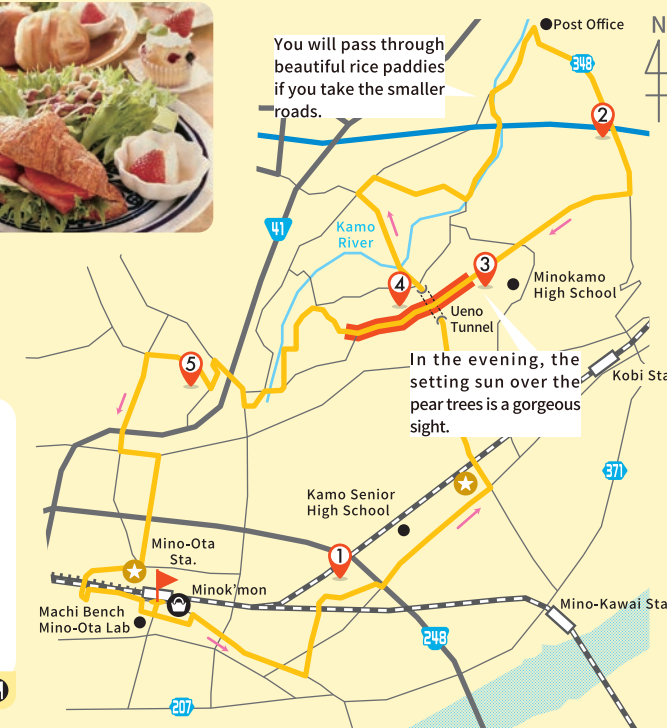 Post Office
N
348
You will pass through
beautiful rice paddies
if you take the smaller
roads.
2
41
Kamo
River
3
4
Minokamo
High School
Ueno
Tunnel
In the evening, the
setting sun over the
pear trees is a gorgeous
sight.
Kobi Sta
5
371
Kamo Senior
High School
Mino-Ota
Sta.
1
Minok'mon
Machi Bench
Mino-Ota Lab
Mino-Kawai Sta
248
207